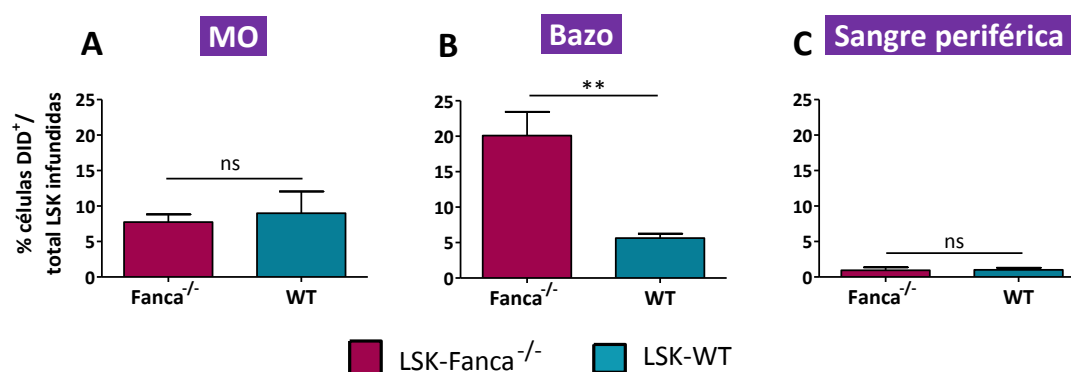 A
MO
B
Bazo
C
Sangre periférica
% células DID⁺/
total LSK infundidas
25
20
15
10
5
0
ns
Fanca⁻/⁻
WT
25
20
15
10
5
0
**
Fanca⁻/⁻
WT
25
20
15
10
5
0
ns
Fanca⁻/⁻
WT
LSK-Fanca⁻/⁻
LSK-WT